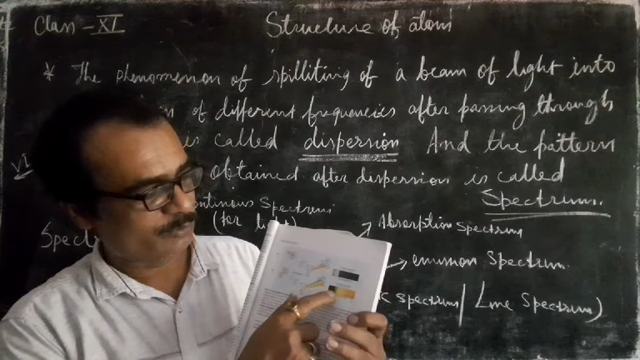 Class - XI
Structure of atom
* The phenomenon of spilliting of a beam of light into
of different frequencies after passing through
is called dispersion And the pattern
obtained after dispersion is called
Spectrum.
Spectrum
(for light)
Absorption Spectrum
emission Spectrum
Spectrum / Line Spectrum)